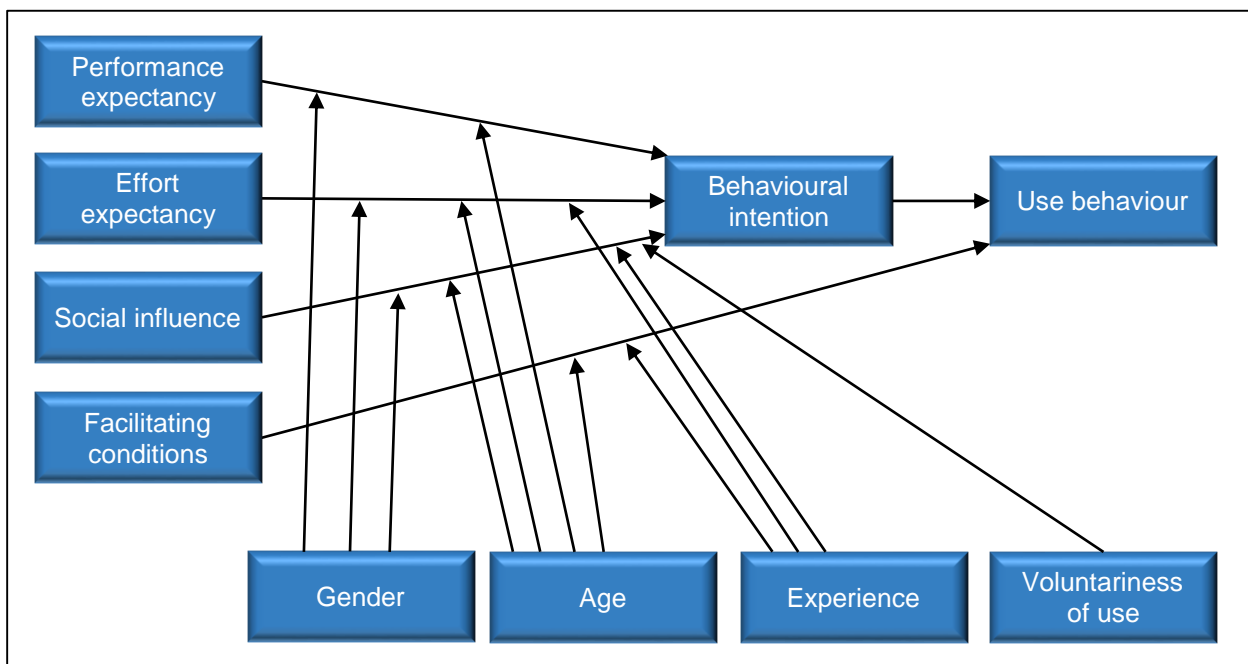 Performance
expectancy
Effort
expectancy
Social influence
Facilitating
conditions
Behavioural
intention
Use behaviour
Gender
Age
Experience
Voluntariness
of use